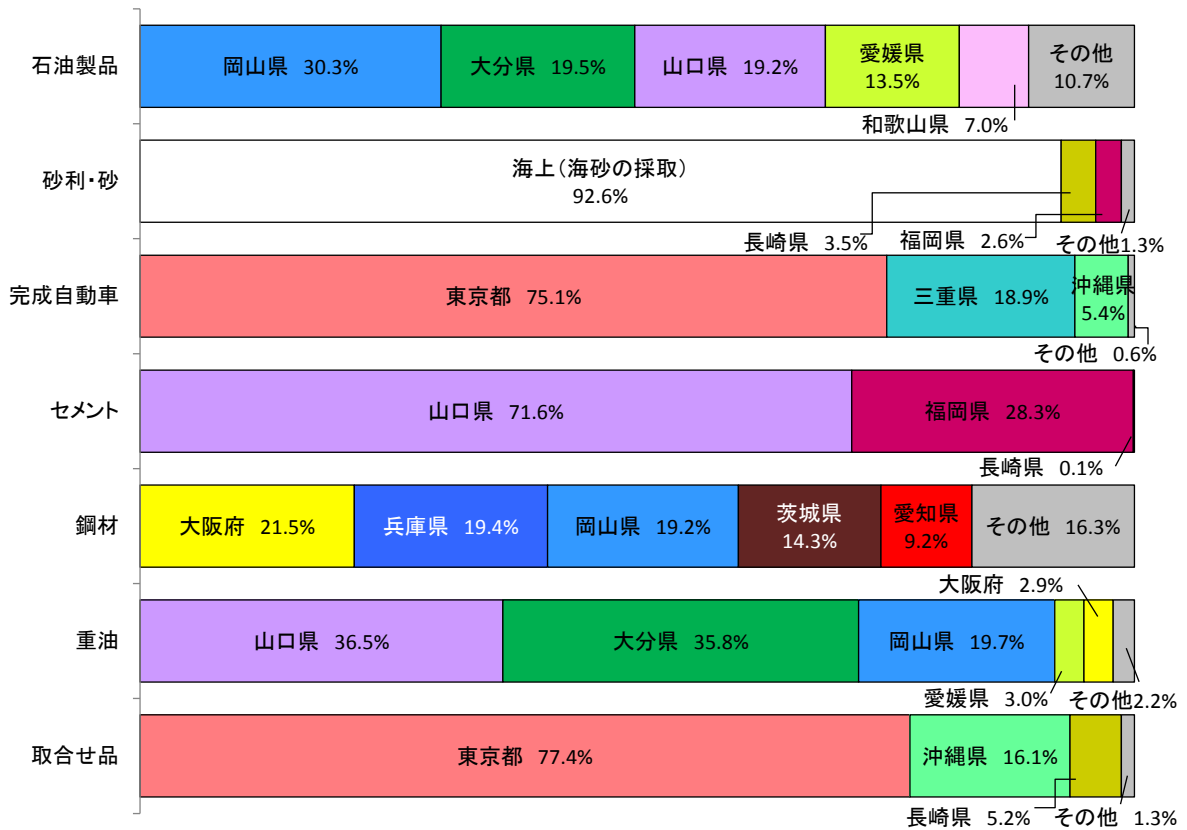 石油製品
岡山県 30.3%
大分県 19.5%
山口県 19.2%
愛媛県
13.5%
その他
10.7%
和歌山県 7.0%
砂利・砂
海上(海砂の採取)
92.6%
長崎県 3.5%
福岡県 2.6%
その他1.3%
完成自動車
東京都 75.1%
三重県 18.9%
沖縄県
5.4%
その他 0.6%
セメント
山口県 71.6%
福岡県 28.3%
長崎県 0.1%
鋼材
大阪府 21.5%
兵庫県 19.4%
岡山県 19.2%
茨城県
14.3%
愛知県
9.2%
その他 16.3%
大阪府 2.9%
重油
山口県 36.5%
大分県 35.8%
岡山県 19.7%
愛媛県 3.0%
その他2.2%
取合せ品
東京都 77.4%
沖縄県 16.1%
長崎県 5.2%
その他 1.3%